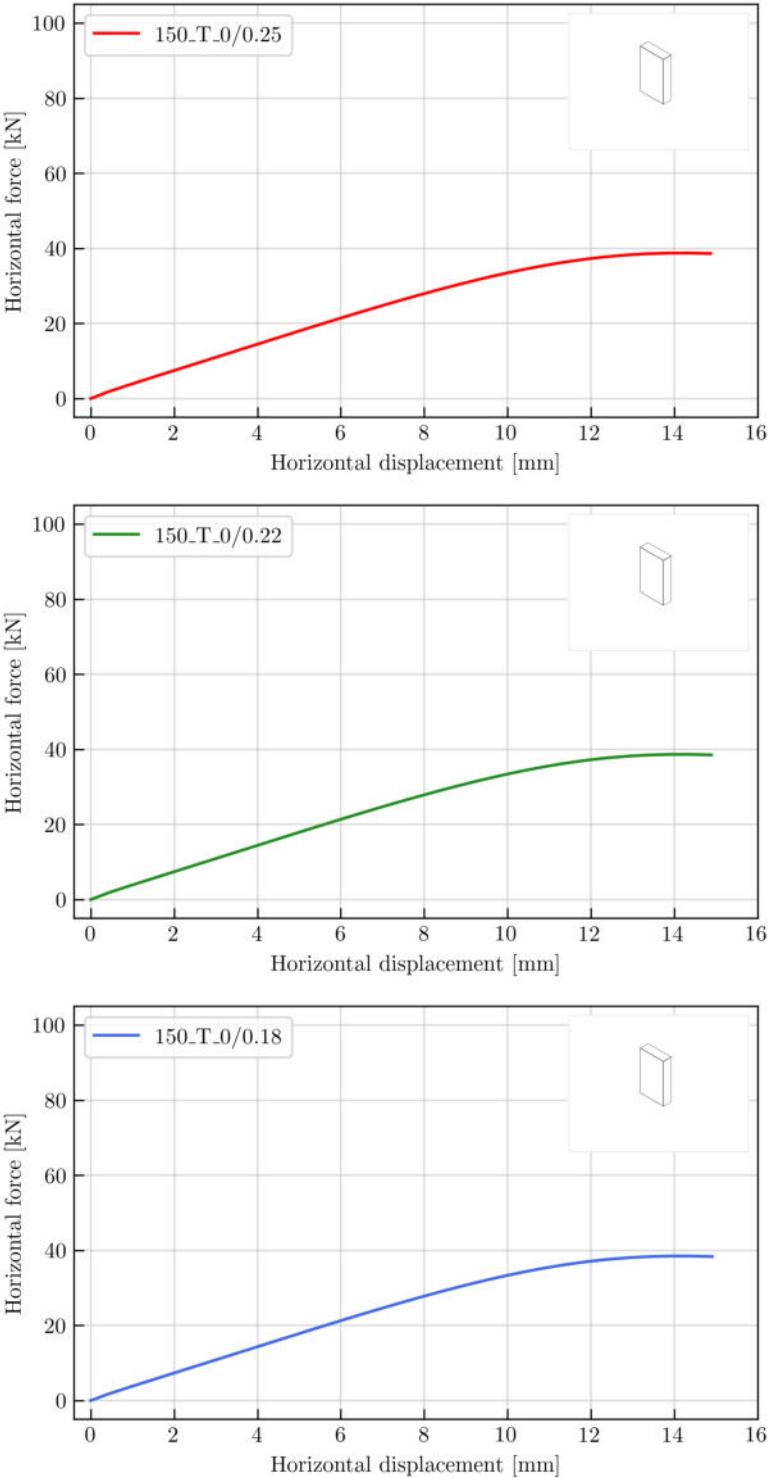 150_T_0/0.25
Horizontal force [kN]
100
80
60
40
20
0
0 2 4 6 8 10 12 14 16
Horizontal displacement [mm]
150_T_0/0.22
Horizontal force [kN]
100
80
60
40
20
0
0 2 4 6 8 10 12 14 16
Horizontal displacement [mm]
150_T_0/0.18
Horizontal force [kN]
100
80
60
40
20
0
0 2 4 6 8 10 12 14 16
Horizontal displacement [mm]